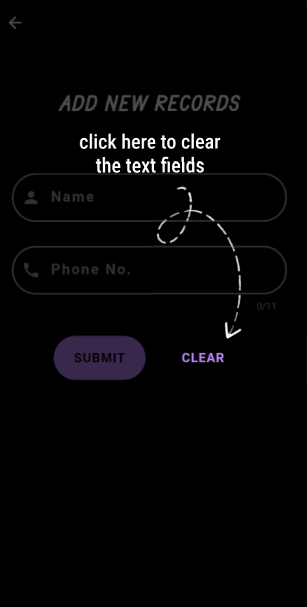 ADD NEW RECORDS
click here to clear
the text fields
Name
Phone No.
0/11
SUBMIT
CLEAR